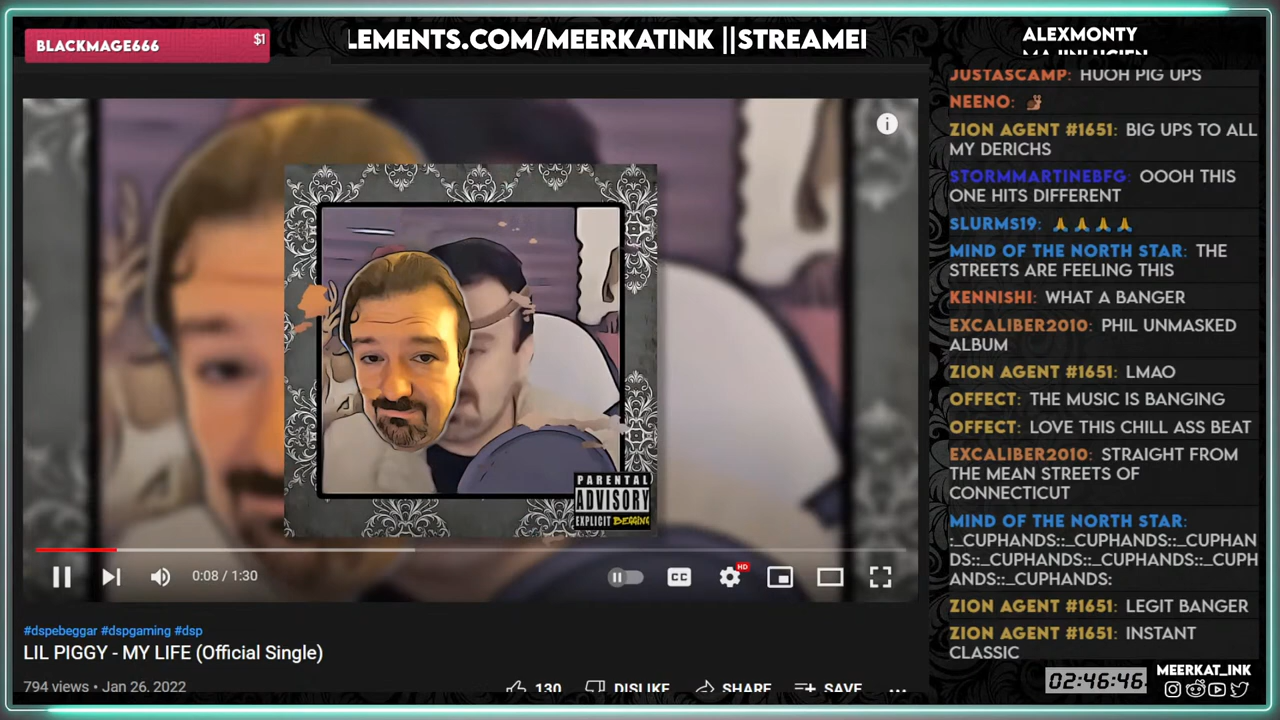 BLACKMAGE666 $1
LEMENTS.COM/MEERKATINK ||STREAMEI
ALEXMONTY
MAJINLUCIEN
JUSTASCAMP: HUOH PIG UPS
NEENO: 🐌
ZION AGENT #1651: BIG UPS TO ALL
MY DERICHS
STORMMARTINEBFG: OOOH THIS
ONE HITS DIFFERENT
SLURMS19: 🙏 🙏 🙏 🙏
MIND OF THE NORTH STAR: THE
STREETS ARE FEELING THIS
KENNISHI: WHAT A BANGER
EXCALIBER2010: PHIL UNMASKED
ALBUM
ZION AGENT #1651: LMAO
OFFECT: THE MUSIC IS BANGING
OFFECT: LOVE THIS CHILL ASS BEAT
EXCALIBER2010: STRAIGHT FROM
THE MEAN STREETS OF
CONNECTICUT
MIND OF THE NORTH STAR:
:_CUPHANDS::_CUPHANDS::_CUPHAN
DS::_CUPHANDS::_CUPHANDS::_CUPH
ANDS::_CUPHANDS:
ZION AGENT #1651: LEGIT BANGER
ZION AGENT #1651: INSTANT
CLASSIC
PARENTAL
ADVISORY
EXPLICIT BEGGING
0:08 / 1:30
CC
HD
#dspebeggar #dspgaming #dsp
LIL PIGGY - MY LIFE (Official Single)
794 views • Jan 26, 2022
130 DISLIKE SHARE SAVE ...
02:46:46
MEERKAT_INK